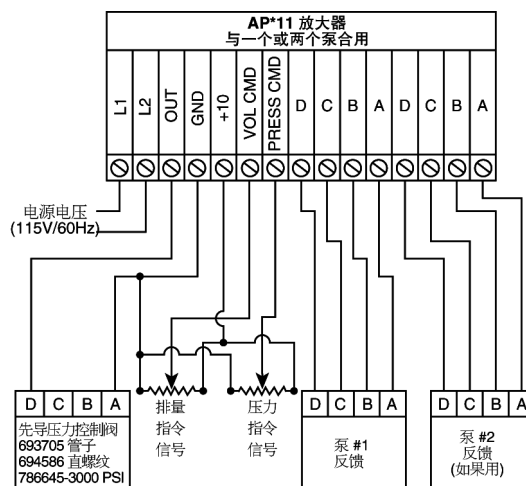 AP*11 放大器
与一个或两个泵合用
L1
L2
OUT
GND
+10
VOL CMD
PRESS CMD
D
C
B
A
D
C
B
A
电源电压
(115V/60Hz)
D C B A
先导压力控制阀
693705 管子
694586 直螺纹
786645-3000 PSI
排量
指令
信号
压力
指令
信号
D C B A
泵 #1
反馈
D C B A
泵 #2
反馈
(如果用)